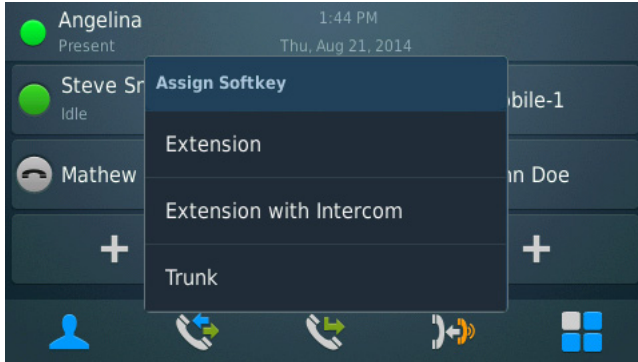 Angelina
1:44 PM
Present
Thu, Aug 21, 2014
Steve
Idle
Assign Softkey
Extension
Mathew
Doe
Extension with Intercom
Trunk